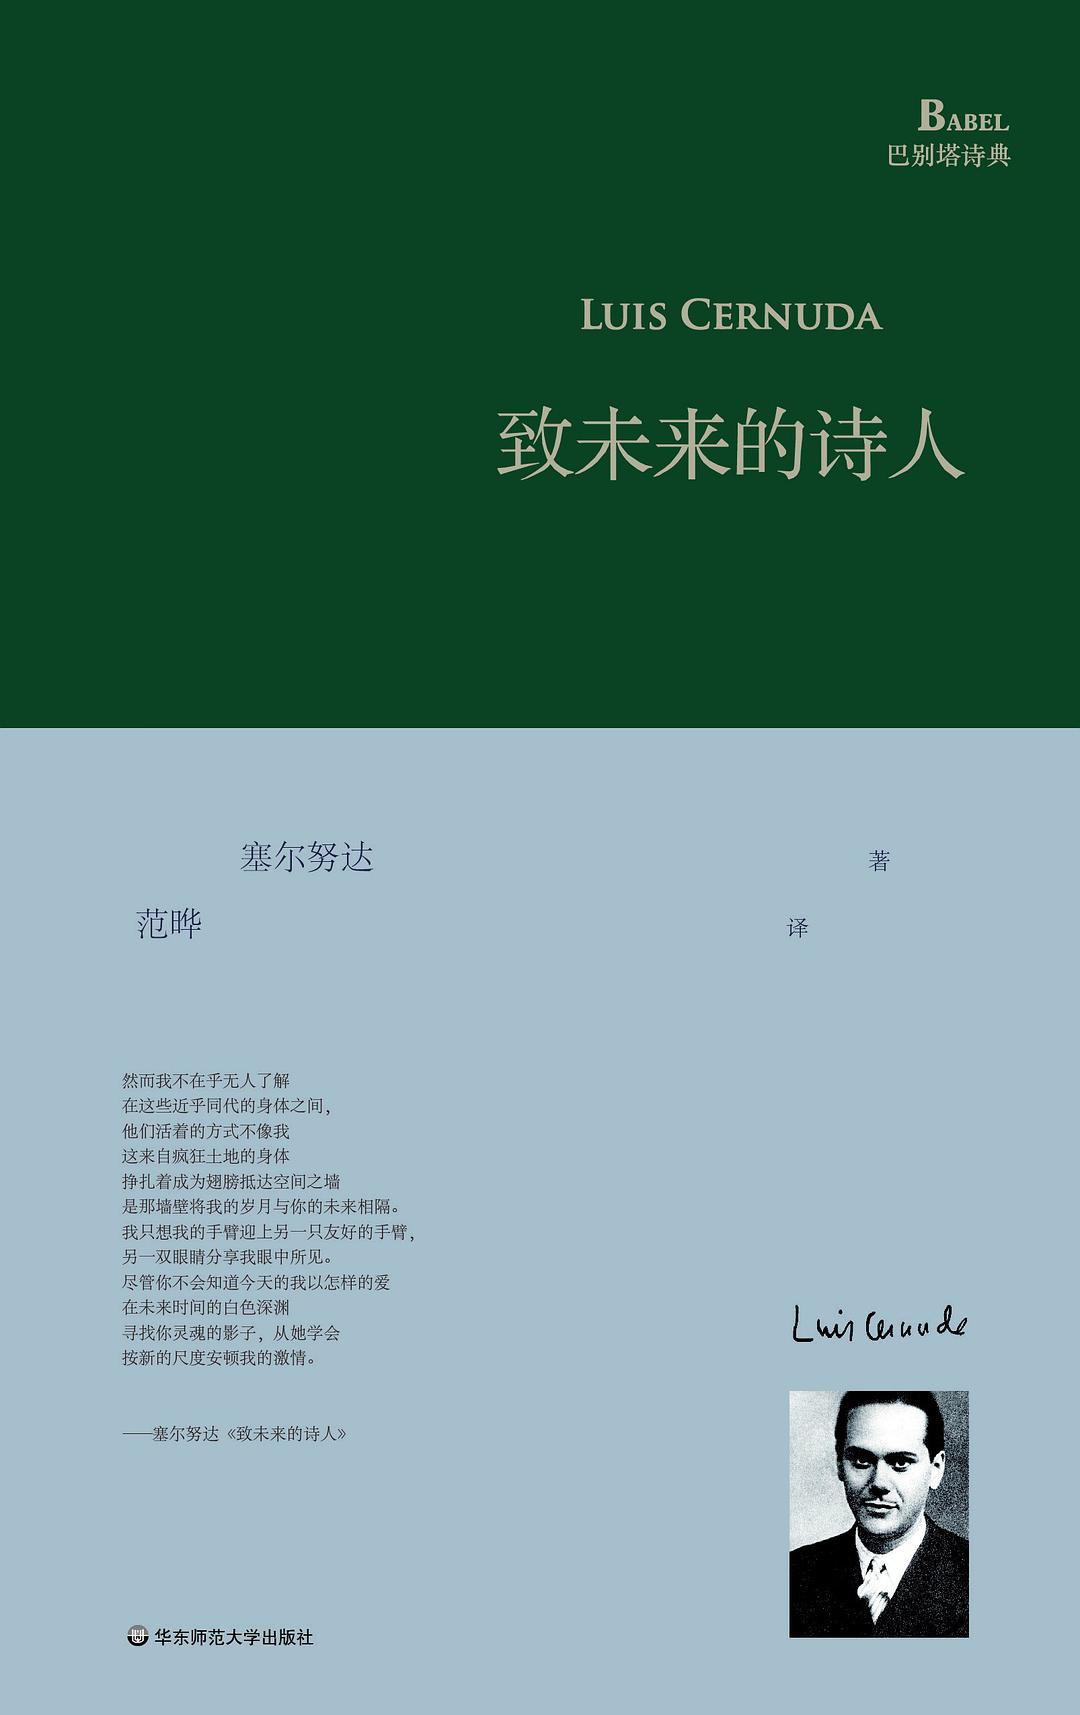 BABEL
巴别塔诗典
LUIS CERNUDA
致未来的诗人
塞尔努达 著
范晔 译
然而我不在乎无人了解
在这些近乎同代的身体之间，
他们活着的方式不像我
这来自疯狂土地的身体
挣扎着成为翅膀抵达空间之墙
是那墙壁将我的岁月与你的未来相隔。
我只想我的手臂迎上另一只友好的手臂，
另一双眼睛分享我眼中所见。
尽管你不会知道今天的我以怎样的爱
在未来时间的白色深渊
寻找你灵魂的影子，从她学会
按新的尺度安顿我的激情。
——塞尔努达《致未来的诗人》
Luis Cernuda
华东师范大学出版社